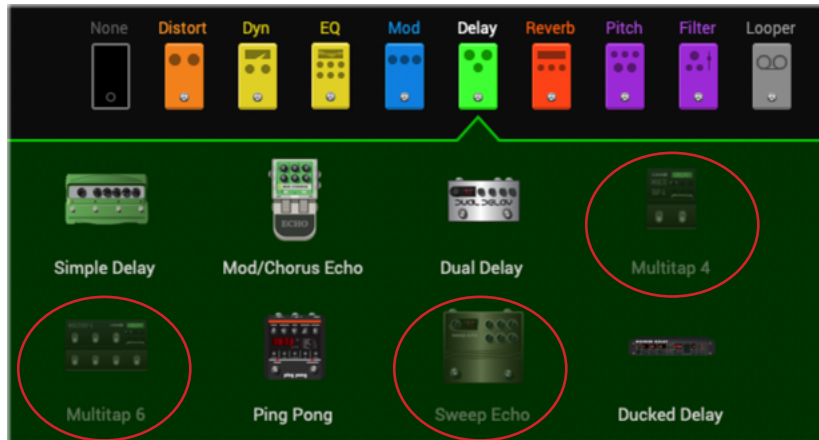 None Distort Dyn EQ Mod Delay Reverb Pitch Filter Looper
ECHO
DUAL DELAY
Simple Delay Mod/Chorus Echo Dual Delay Multitap 4
ping pong
Multitap 6 Ping Pong Sweep Echo Ducked Delay